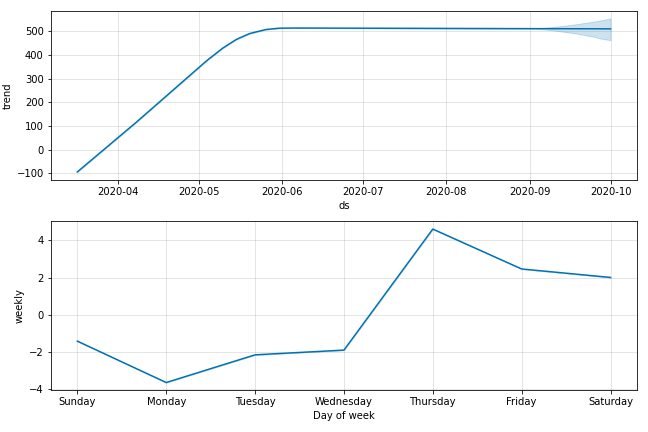 500
400
300
200
100
0
−100
trend
2020-04 2020-05 2020-06 2020-07 2020-08 2020-09 2020-10
ds
4
2
0
−2
−4
weekly
Sunday Monday Tuesday Wednesday Thursday Friday Saturday
Day of week